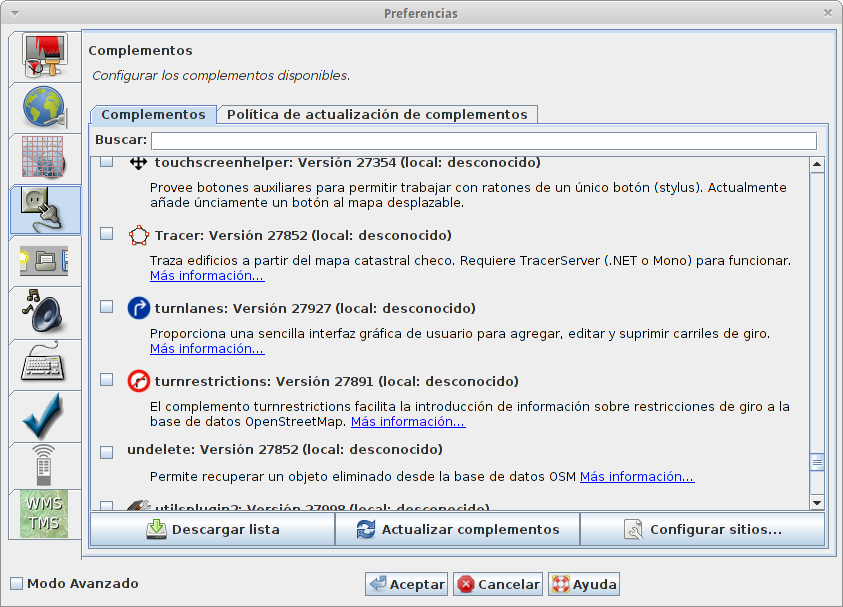 Preferencias
Complementos
Configurar los complementos disponibles.
Complementos
Política de actualización de complementos
Buscar:
touchscreenhelper: Versión 27354 (local: desconocido)
Provee botones auxiliares para permitir trabajar con ratones de un único botón (stylus). Actualmente
añade únciamente un botón al mapa desplazable.
Tracer: Versión 27852 (local: desconocido)
Traza edificios a partir del mapa catastral checo. Requiere TracerServer (.NET o Mono) para funcionar.
Más información...
turnlanes: Versión 27927 (local: desconocido)
Proporciona una sencilla interfaz gráfica de usuario para agregar, editar y suprimir carriles de giro.
Más información...
turnrestrictions: Versión 27891 (local: desconocido)
El complemento turnrestrictions facilita la introducción de información sobre restricciones de giro a la
base de datos OpenStreetMap. Más información...
undelete: Versión 27852 (local: desconocido)
Permite recuperar un objeto eliminado desde la base de datos OSM Más información...
utilsplugin2: Versión 27998 (local: desconocido)
Descargar lista
Actualizar complementos
Configurar sitios...
WMS
TMS
Modo Avanzado
Aceptar
Cancelar
Ayuda